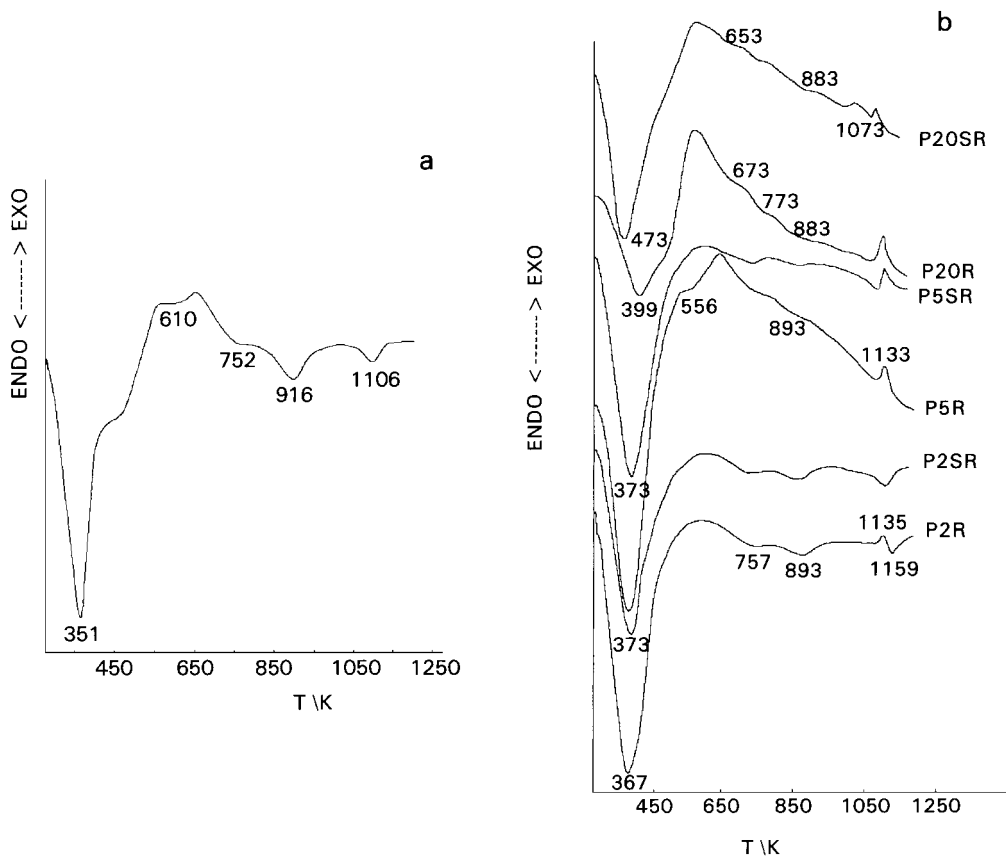 a
ENDO <------> EXO
610
752
916
1106
351
450 650 850 1050 1250
T \K
b
ENDO <------> EXO
653
883
1073
P20SR
673
773
883
473
P20R
P5SR
399
556
893
1133
P5R
373
P2SR
1135
P2R
757
893
1159
373
367
450 650 850 1050 1250
T \K